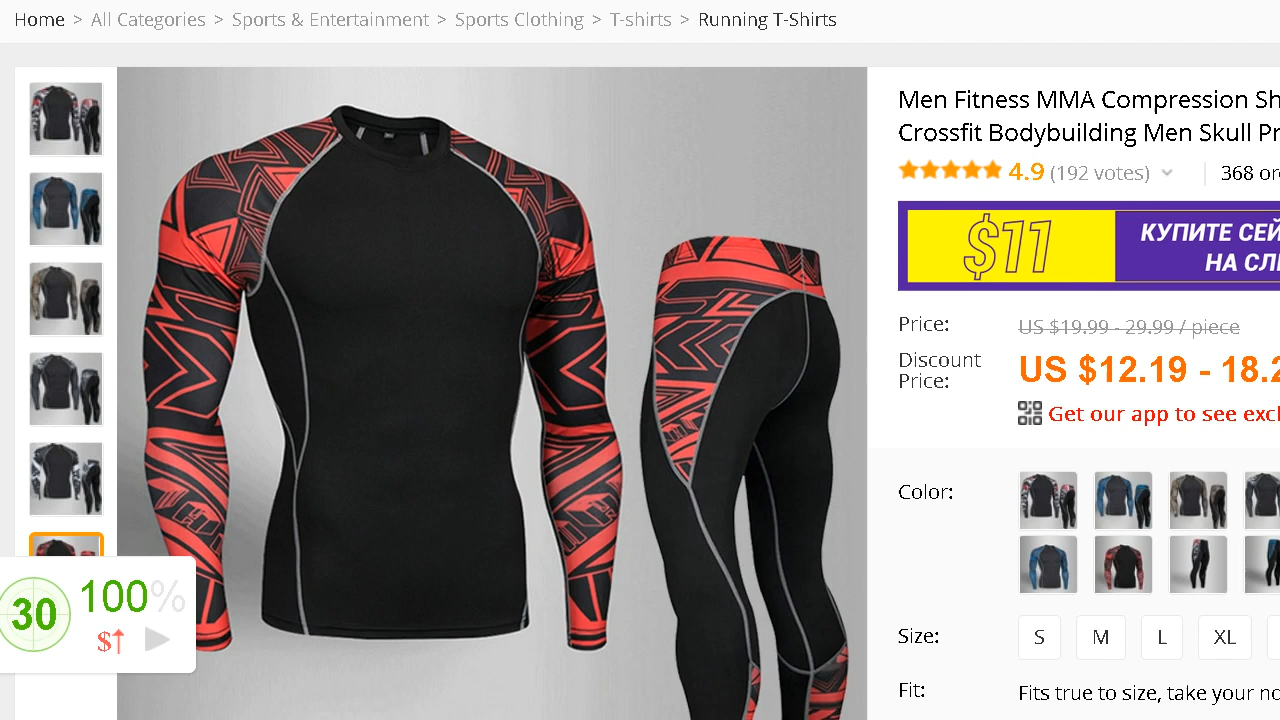 Home > All Categories > Sports & Entertainment > Sports Clothing > T-shirts > Running T-Shirts
Men Fitness MMA Compression Sh
Crossfit Bodybuilding Men Skull Pr
4.9 (192 votes) 368 or
$11
КУПИТЕ СЕЙ
НА СЛ
Price: US $19.99 - 29.99 / piece
Discount Price: US $12.19 - 18.2
Get our app to see excl
Color:
Size: S M L XL
Fit: Fits true to size, take your no
30
100%
$↑